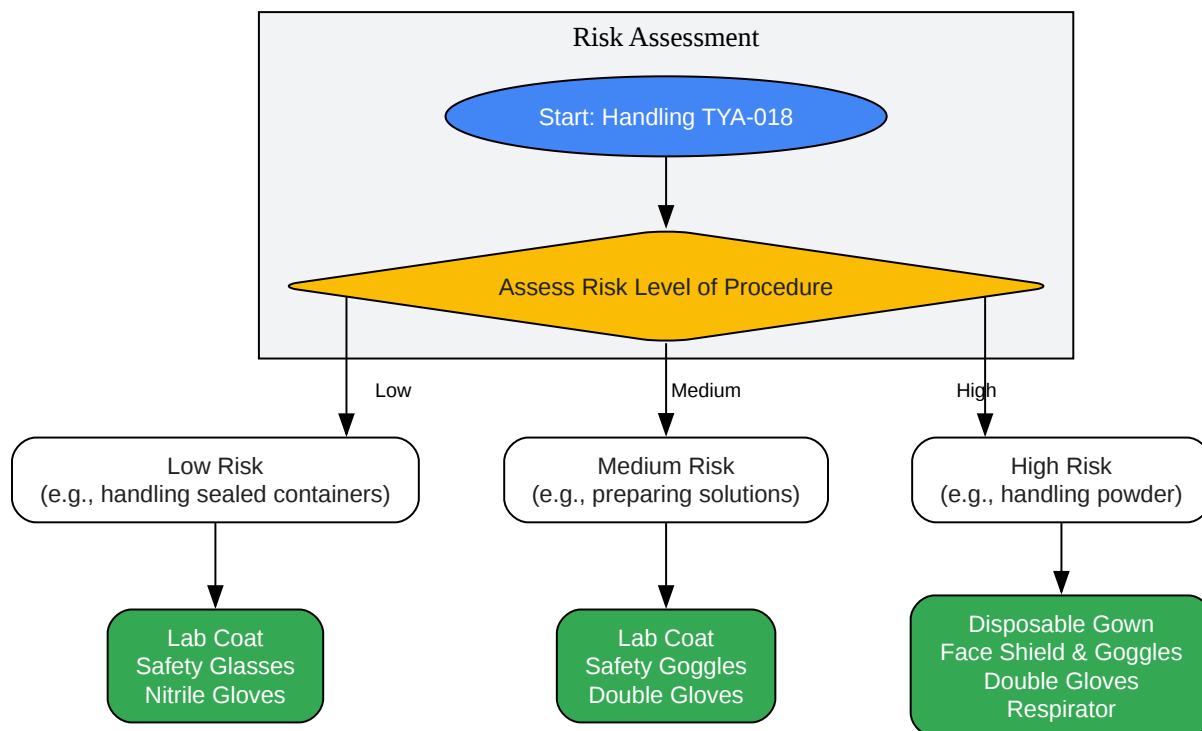 Risk Assessment
Start: Handling TYA-018
Assess Risk Level of Procedure
Low
Medium
High
Low Risk
(e.g., handling sealed containers)
Medium Risk
(e.g., preparing solutions)
High Risk
(e.g., handling powder)
Lab Coat
Safety Glasses
Nitrile Gloves
Lab Coat
Safety Goggles
Double Gloves
Disposable Gown
Face Shield & Goggles
Double Gloves
Respirator